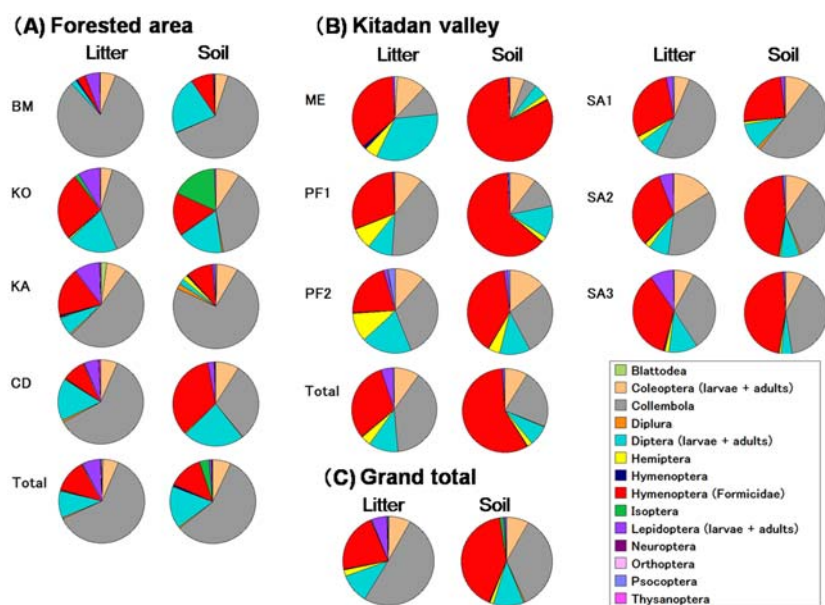 (A) Forested area
Litter Soil
BM
KO
KA
CD
Total
(B) Kitadan valley
Litter Soil
ME
PF1
PF2
Total
Litter Soil
SA1
SA2
SA3
(C) Grand total
Litter Soil
Blattodea
Coleoptera (larvae + adults)
Collembola
Diplura
Diptera (larvae + adults)
Hemiptera
Hymenoptera
Hymenoptera (Formicidae)
Isoptera
Lepidoptera (larvae + adults)
Neuroptera
Orthoptera
Psocoptera
Thysanoptera